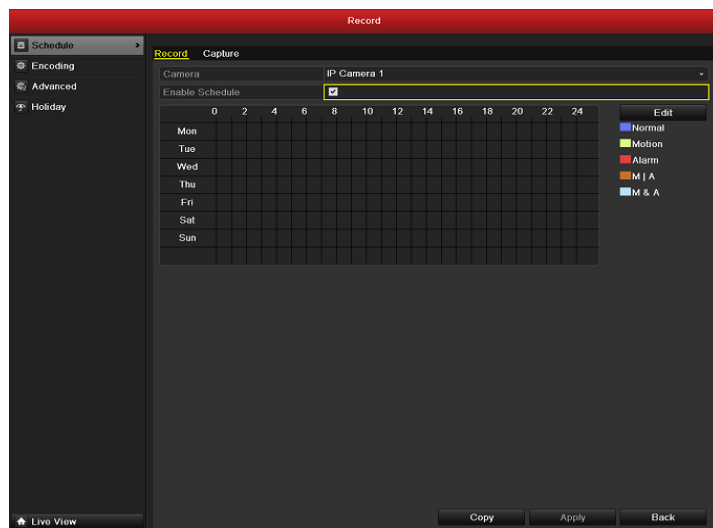 Record
Schedule
Encoding
Advanced
Holiday
Live View
Record Capture
Camera IP Camera 1
Enable Schedule
0 2 4 6 8 10 12 14 16 18 20 22 24
Mon
Tue
Wed
Thu
Fri
Sat
Sun
Edit
Normal
Motion
Alarm
M | A
M & A
Copy Apply Back